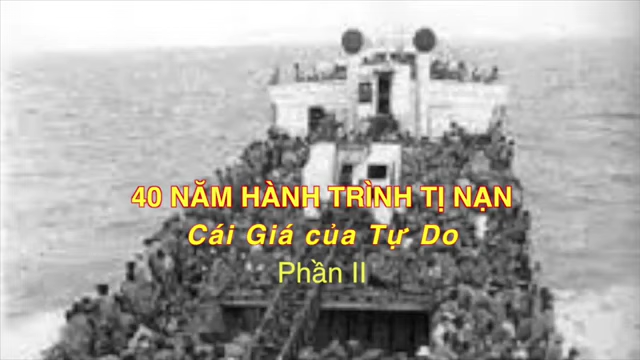 40 NĂM HÀNH TRÌNH TỊ NẠN
Cái Giá của Tự Do
Phần II